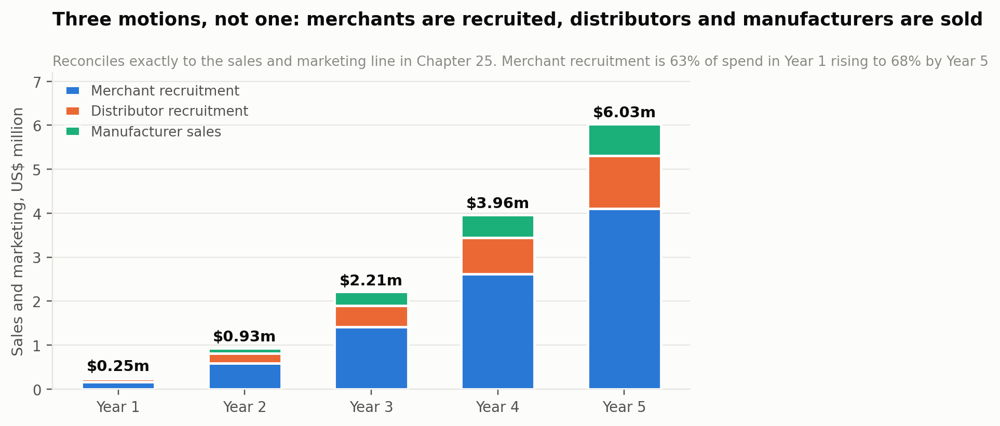 Three motions, not one: merchants are recruited, distributors and manufacturers are sold
Reconciles exactly to the sales and marketing line in Chapter 25. Merchant recruitment is 63% of spend in Year 1 rising to 68% by Year 5
Sales and marketing, US$ million
7
6
5
4
3
2
1
0
Merchant recruitment
Distributor recruitment
Manufacturer sales
$0.25m
$0.93m
$2.21m
$3.96m
$6.03m
Year 1
Year 2
Year 3
Year 4
Year 5